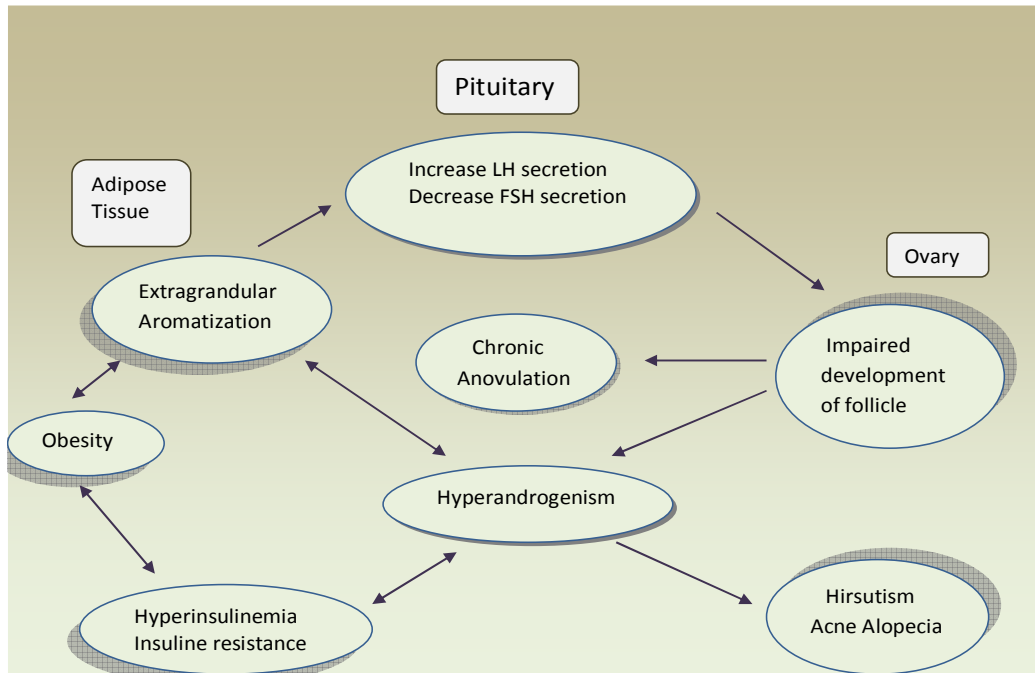 Pituitary
Increase LH secretion
Decrease FSH secretion
Adipose
Tissue
Ovary
Extragrandular
Aromatization
Chronic
Anovulation
Impaired
development
of follicle
Obesity
Hyperandrogenism
Hyperinsulinemia
Insuline resistance
Hirsutism
Acne Alopecia